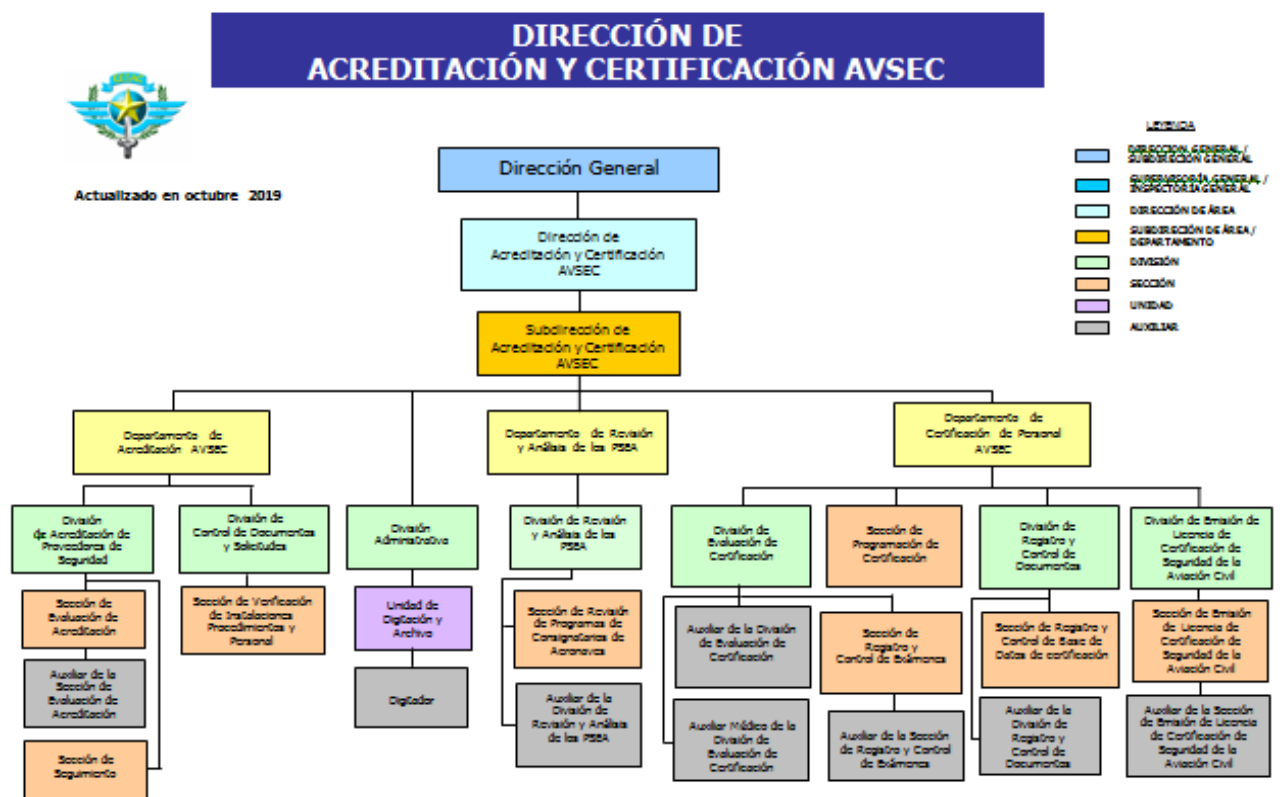 DIRECCIÓN DE
ACREDITACIÓN Y CERTIFICACIÓN AVSEC
Actualizado en octubre 2019
LEYENDA
DIRECCION GENERAL /
SUBDIRECION GENERAL
SUPERVISORÍA GENERAL /
INSPECTORIA GENERAL
DIRECCIÓN DE ÁREA
SUBDIRECIÓN DE ÁREA /
DEPARTAMENTO
DIVISIÓN
SECCIÓN
UNIDAD
AUXILIAR
Dirección General
Dirección de
Acreditación y Certificación
AVSEC
Subdirección de
Acreditación y Certificación
AVSEC
Departamento de
Acreditación AVSEC
Departamento de Revisión
y Análisis de los PSEA
Departamento de
Certificación de Personal
AVSEC
División
de Acreditación de
Proveedores de
Seguridad
División de
Control de Documentos
y Solicitudes
División
Administrativa
División de Revisión
y Análisis de los
PSEA
División de
Evaluación de
Certificación
Sección de
Programación de
Certificación
División de
Registro y
Control de
Documentos
División de Emisión de
Licencia de
Certificación de
Seguridad de
la Aviación Civil
Sección de
Evaluación de
Acreditación
Sección de Verificación
de Instalaciones
Procedimientos y
Personal
Unidad de
Digitación y
Archivo
Sección de Revisión
de Programas de
Consignatarios de
Aeronaves
Auxiliar de la División
de Evaluación de
Certificación
Sección de
Registro y
Control de Exámenes
Sección de Registro y
Control de Base de
Datos de certificación
Sección de Emisión
de Licencia de
Certificación de
Seguridad de la
Aviación Civil
Auxiliar de la
Sección de
Evaluación de
Acreditación
Digitador
Auxiliar de la
División de
Revisión y Análisis
de los PSEA
Auxiliar Médico de la
División de
Evaluación de
Certificación
Auxiliar de la Sección
de Registro y Control
de Exámenes
Auxiliar de la
División de
Registro y
Control de
Documentos
Auxiliar de la Sección
de Emisión de Licencia
de Certificación de
Seguridad de la
Aviación Civil
Sección de
Seguimiento